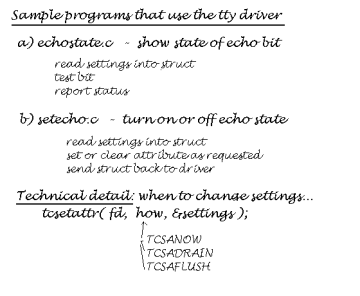 Sample programs that use the tty driver
a) echostate.c - show state of echo bit
read settings into struct
test bit
report status
b) setecho.c - turn on or off echo state
read settings into struct
set or clear attribute as requested
send struct back to driver
Technical detail: when to change settings...
tcsetattr( fd, how, &settings );
TCSANOW
TCSADRAIN
TCSAFLUSH